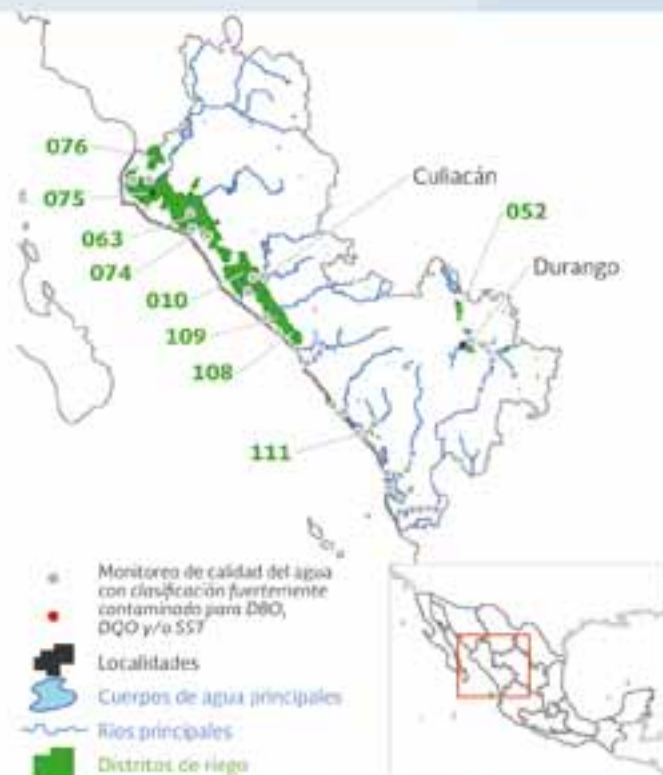 076
Culiacán
075
052
063
Durango
074
010
109
108
111
Monitoreo de calidad del agua
con clasificación fuertemente
contaminado para DBO,
DQO y/o SST
Localidades
Cuerpos de agua principales
Ríos principales
Distritos de riego